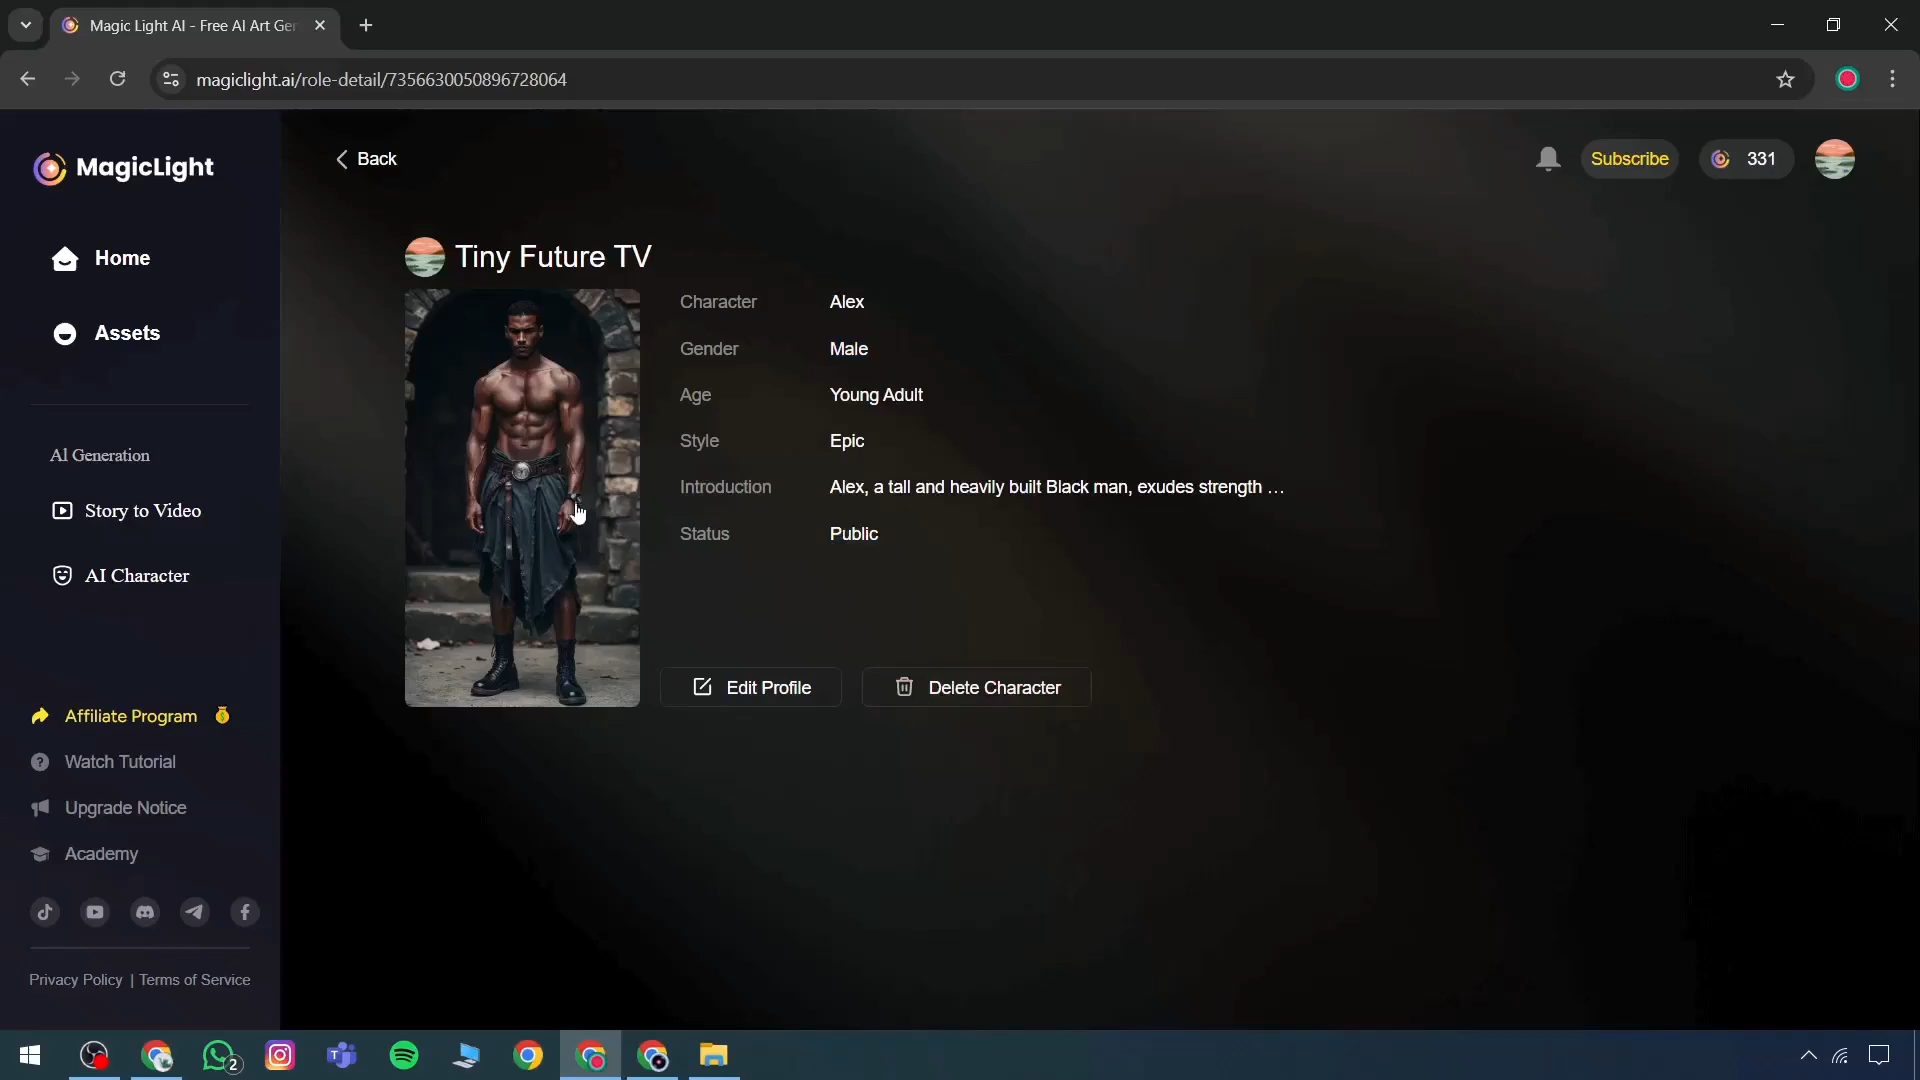 Magic Light AI - Free AI Art Gen
magiclight.ai/role-detail/7356630050896728064
MagicLight
Back
Subscribe
331
Home
Tiny Future TV
Character Alex
Assets
Gender Male
Age Young Adult
Style Epic
AI Generation
Introduction Alex, a tall and heavily built Black man, exudes strength ...
Story to Video
Status Public
AI Character
Edit Profile
Delete Character
Affiliate Program
Watch Tutorial
Upgrade Notice
Academy
Privacy Policy | Terms of Service
2